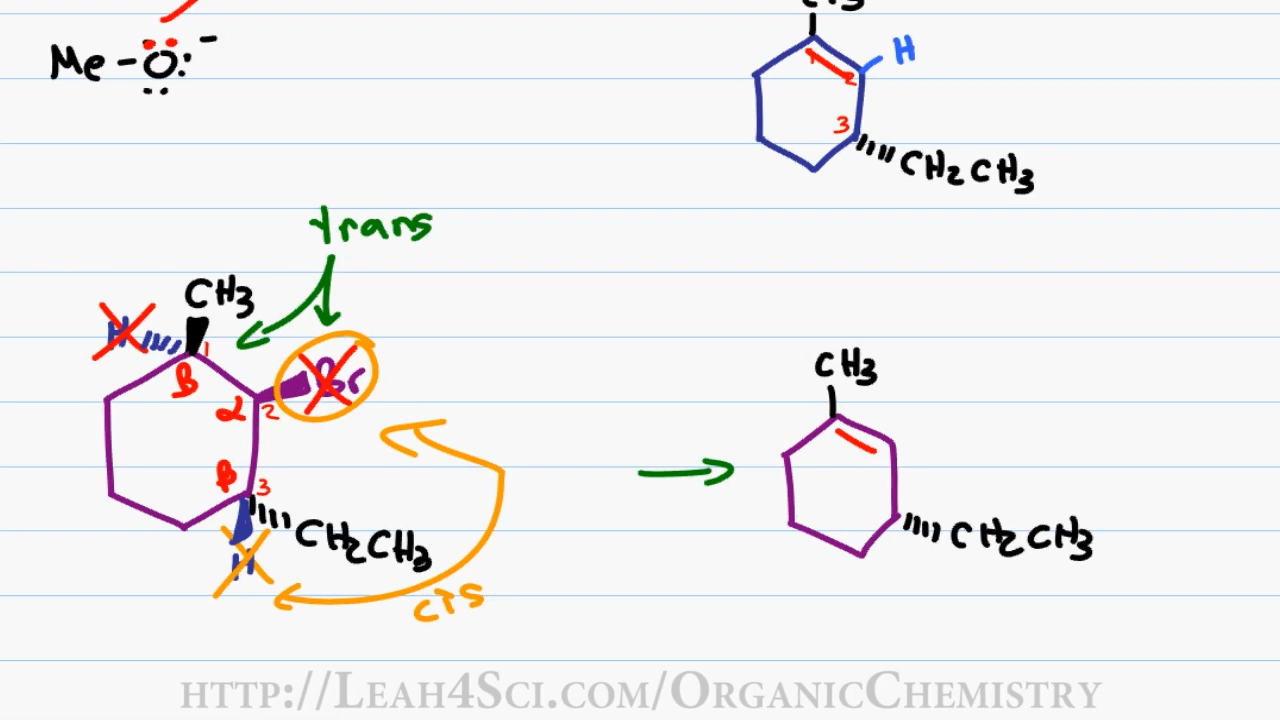 CH3
Me-O:-
H
1
2
3
CH2CH3
trans
CH3
H
1
B
Br
α
2
CH3
B
3
CH2CH3
H
cis
CH2CH3
HTTP://LEAH4SCI.COM/ORGANICCHEMISTRY